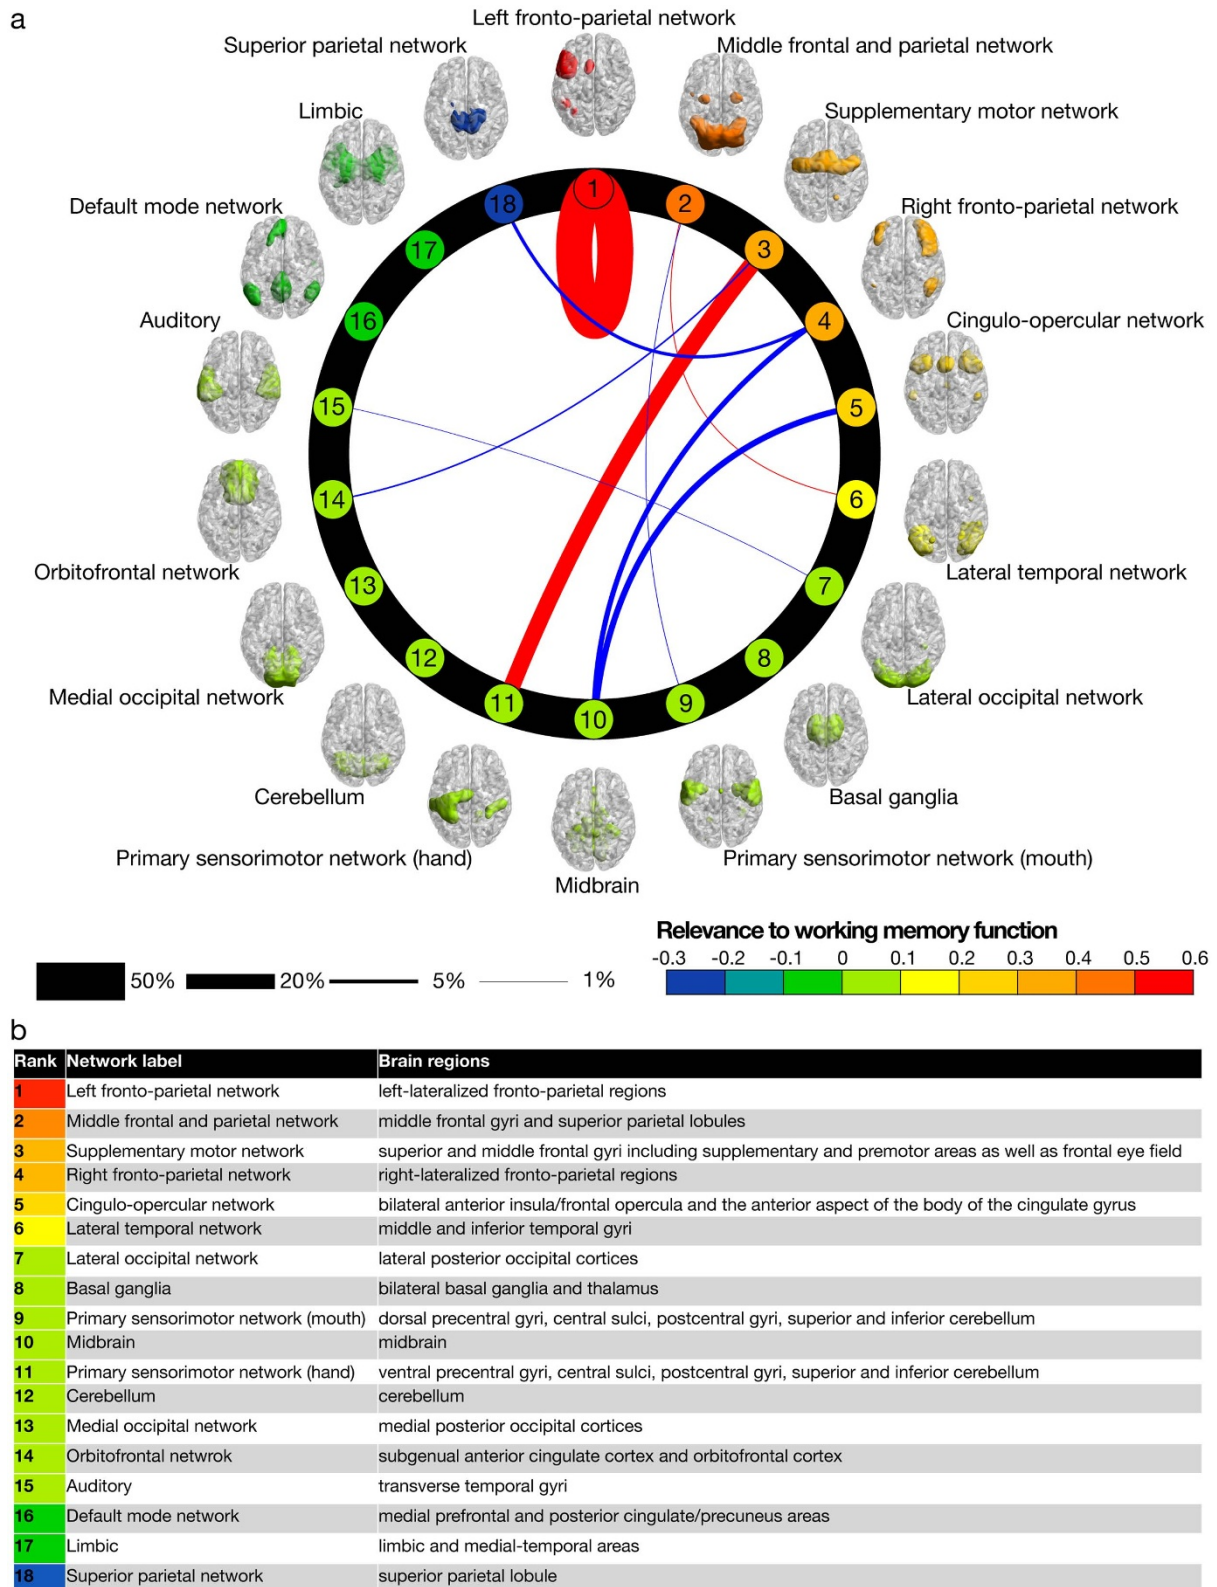 a
Left fronto-parietal network
Superior parietal network
Middle frontal and parietal network
Limbic
Supplementary motor network
Default mode network
Right fronto-parietal network
Auditory
Cingulo-opercular network
1
18
2
17
3
16
4
15
5
14
6
13
7
12
8
11
10
9
Orbitofrontal network
Lateral temporal network
Medial occipital network
Lateral occipital network
Cerebellum
Basal ganglia
Primary sensorimotor network (hand)
Primary sensorimotor network (mouth)
Midbrain
Relevance to working memory function
-0.3 -0.2 -0.1 0 0.1 0.2 0.3 0.4 0.5 0.6
50% 20% 5% 1%
b
Rank Network label Brain regions
1 Left fronto-parietal network left-lateralized fronto-parietal regions
2 Middle frontal and parietal network middle frontal gyri and superior parietal lobules
3 Supplementary motor network superior and middle frontal gyri including supplementary and premotor areas as well as frontal eye field
4 Right fronto-parietal network right-lateralized fronto-parietal regions
5 Cingulo-opercular network bilateral anterior insula/frontal opercula and the anterior aspect of the body of the cingulate gyrus
6 Lateral temporal network middle and inferior temporal gyri
7 Lateral occipital network lateral posterior occipital cortices
8 Basal ganglia bilateral basal ganglia and thalamus
9 Primary sensorimotor network (mouth) dorsal precentral gyri, central sulci, postcentral gyri, superior and inferior cerebellum
10 Midbrain midbrain
11 Primary sensorimotor network (hand) ventral precentral gyri, central sulci, postcentral gyri, superior and inferior cerebellum
12 Cerebellum cerebellum
13 Medial occipital network medial posterior occipital cortices
14 Orbitofrontal netwrok subgenual anterior cingulate cortex and orbitofrontal cortex
15 Auditory transverse temporal gyri
16 Default mode network medial prefrontal and posterior cingulate/precuneus areas
17 Limbic limbic and medial-temporal areas
18 Superior parietal network superior parietal lobule